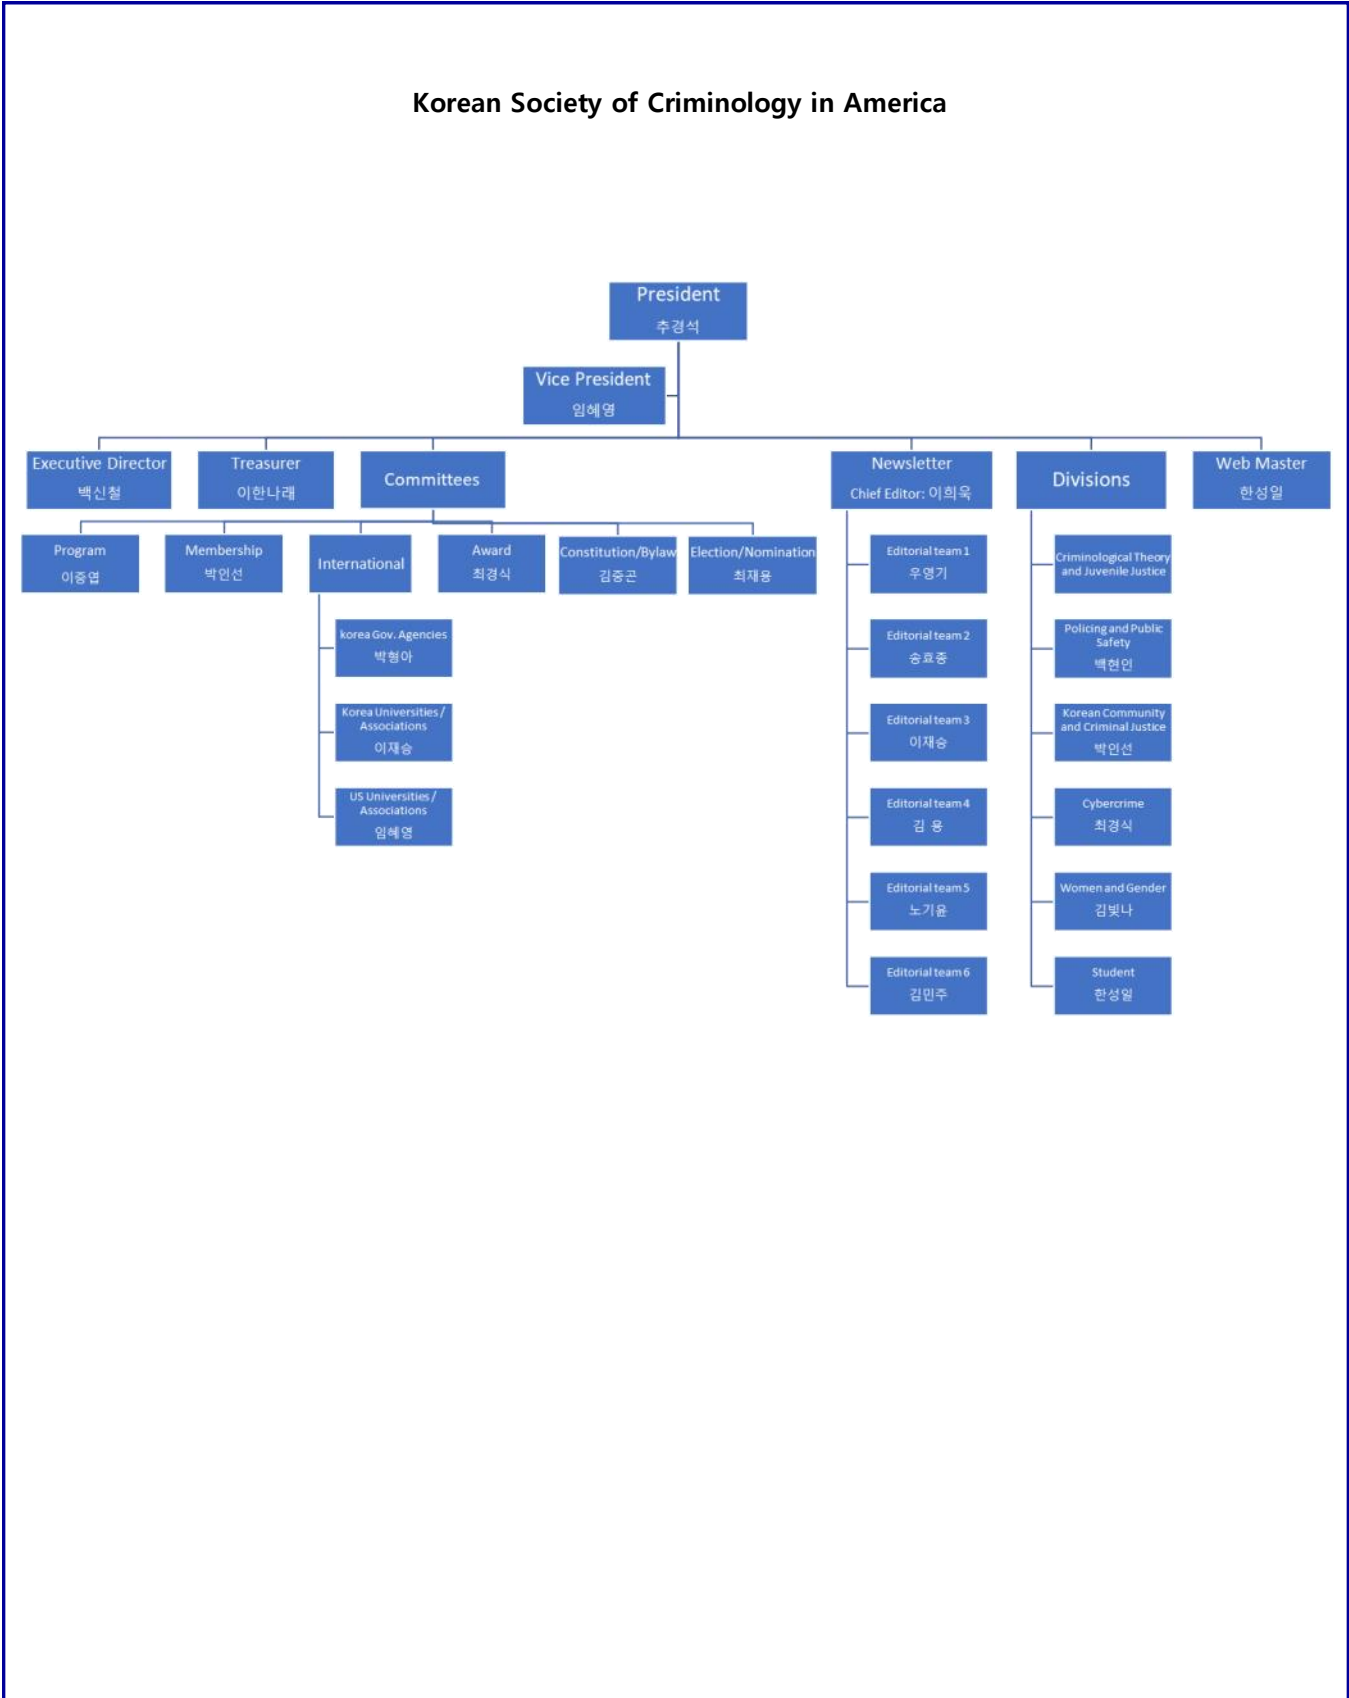 Korean Society of Criminology in America
President
추경석
Vice President
임혜영
Executive Director
백신철
Treasurer
이한나래
Committees
Newsletter
Chief Editor: 이희욱
Divisions
Web Master
한성일
Program
이중엽
Membership
박인선
International
Award
최경식
Constitution/Bylaw
김중곤
Election/Nomination
최재용
korea Gov. Agencies
박형아
Korea Universities /
Associations
이재승
US Universities /
Associations
임혜영
Editorial team 1
우영기
Editorial team 2
송효종
Editorial team 3
이재승
Editorial team 4
김 용
Editorial team 5
노기윤
Editorial team 6
김민주
Criminological Theory
and Juvenile Justice
Policing and Public
Safety
백현인
Korean Community
and Criminal Justice
박인선
Cybercrime
최경식
Women and Gender
김빛나
Student
한성일